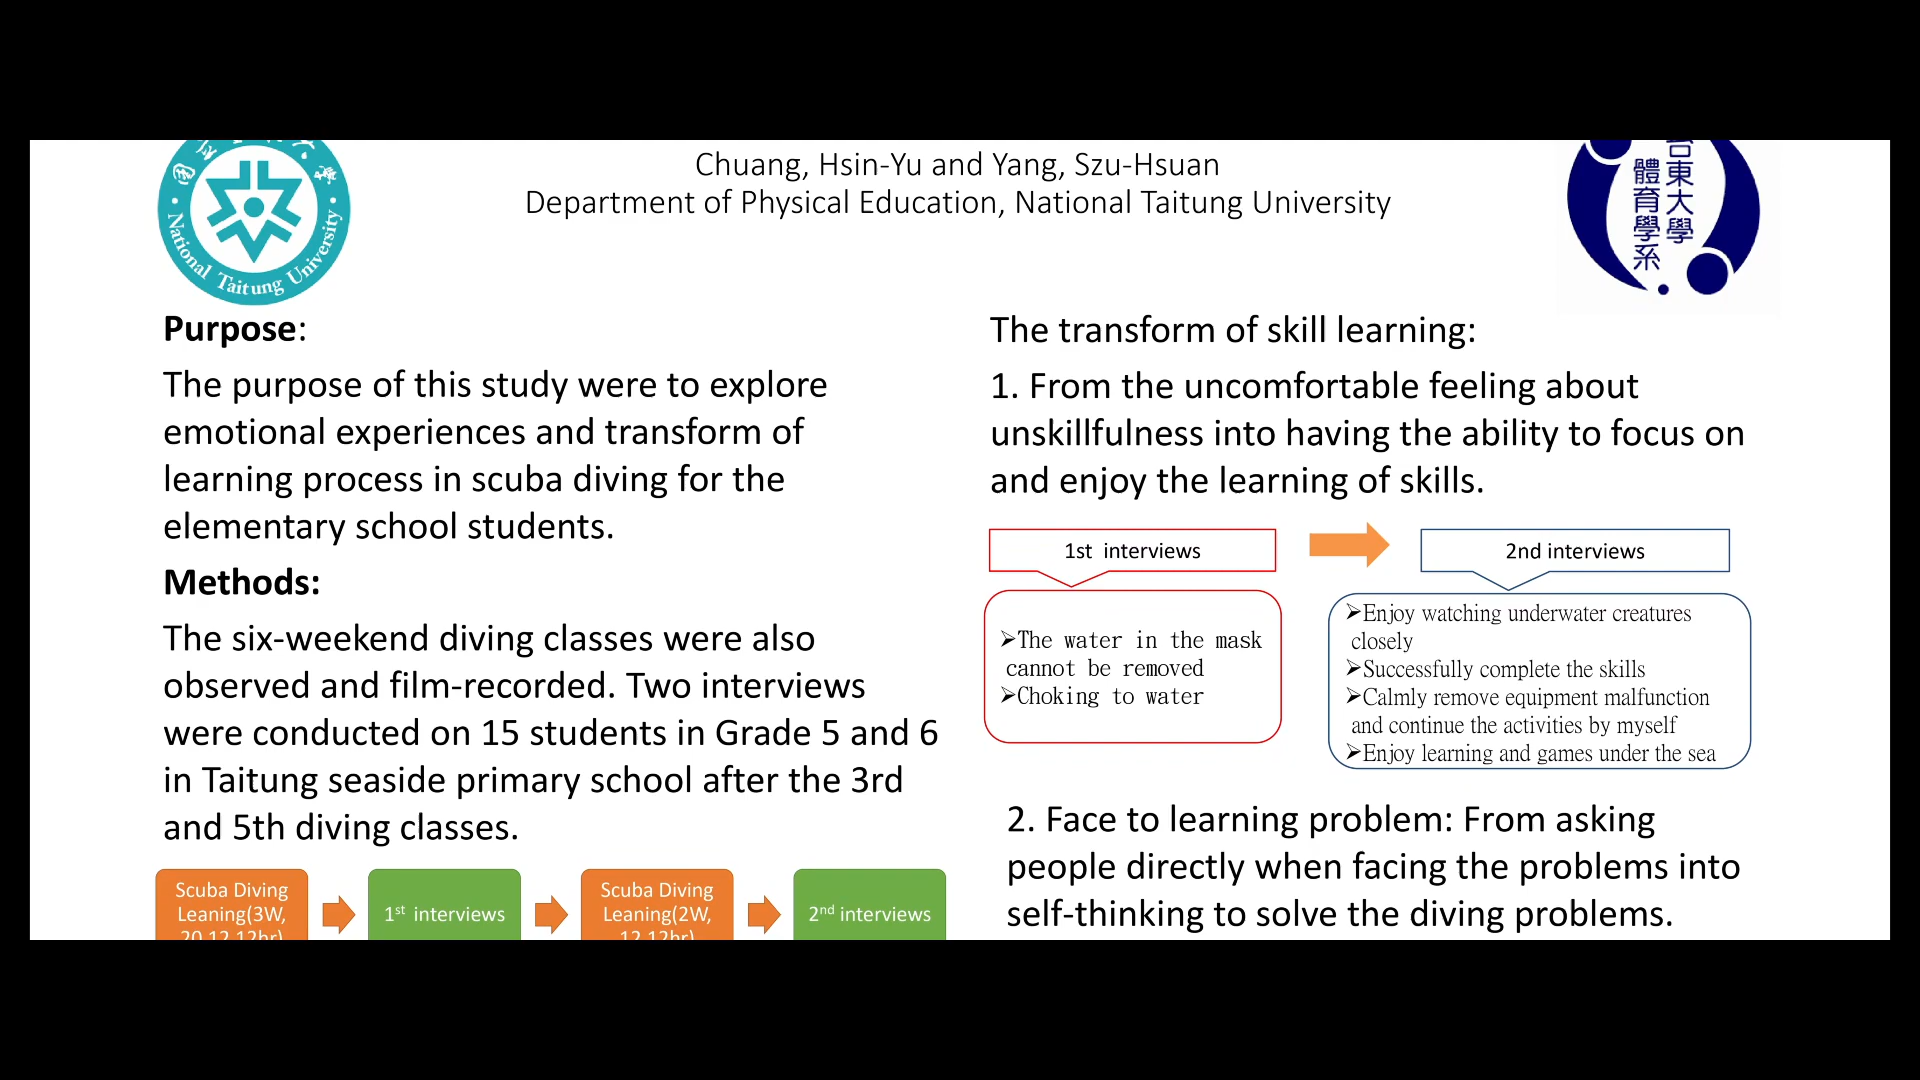 Chuang, Hsin-Yu and Yang, Szu-Hsuan
Department of Physical Education, National Taitung University
National Taitung University
東大學
體育學系
Purpose:
The purpose of this study were to explore
emotional experiences and transform of
learning process in scuba diving for the
elementary school students.
Methods:
The six-weekend diving classes were also
observed and film-recorded. Two interviews
were conducted on 15 students in Grade 5 and 6
in Taitung seaside primary school after the 3rd
and 5th diving classes.
Scuba Diving
Leaning(3W,
20,12,12hr)
1st interviews
Scuba Diving
Leaning(2W,
12,12hr)
2nd interviews
The transform of skill learning:
1. From the uncomfortable feeling about
unskillfulness into having the ability to focus on
and enjoy the learning of skills.
1st interviews
➢The water in the mask
cannot be removed
➢Choking to water
2nd interviews
➢Enjoy watching underwater creatures
closely
➢Successfully complete the skills
➢Calmly remove equipment malfunction
and continue the activities by myself
➢Enjoy learning and games under the sea
2. Face to learning problem: From asking
people directly when facing the problems into
self-thinking to solve the diving problems.